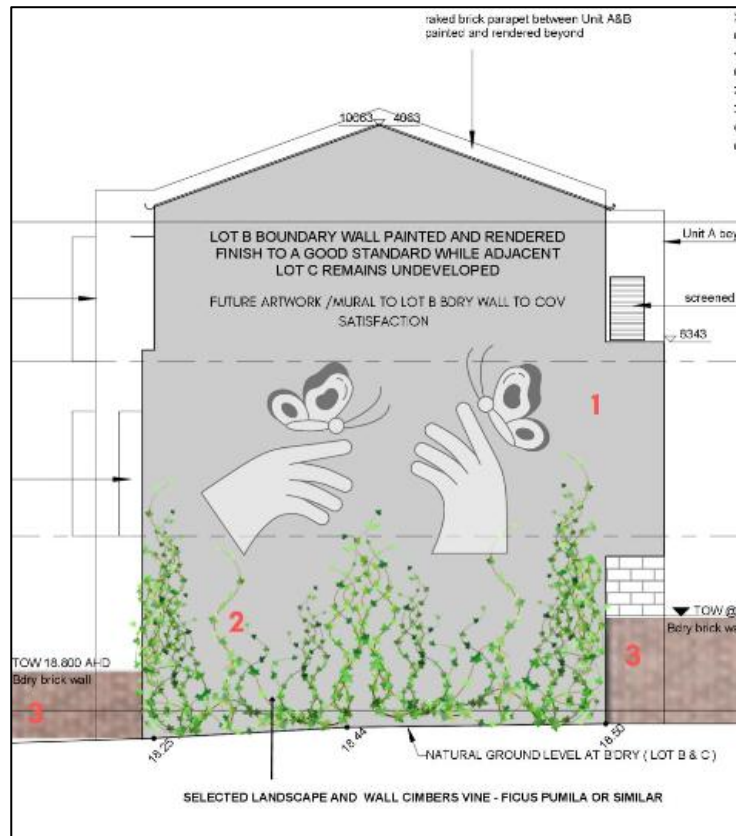 raked brick parapet between Unit A&B
painted and rendered beyond
10663 4063
LOT B BOUNDARY WALL PAINTED AND RENDERED
FINISH TO A GOOD STANDARD WHILE ADJACENT
LOT C REMAINS UNDEVELOPED
Unit A bey
FUTURE ARTWORK /MURAL TO LOT B BDRY WALL TO COV
SATISFACTION
screened
6343
1
2
TOW @
Bdry brick wa
3
TOW 18.800 AHD
Bdry brick wall
3
18.25
18.44
18.50
NATURAL GROUND LEVEL AT BDRY ( LOT B & C )
SELECTED LANDSCAPE AND WALL CIMBERS VINE - FICUS PUMILA OR SIMILAR